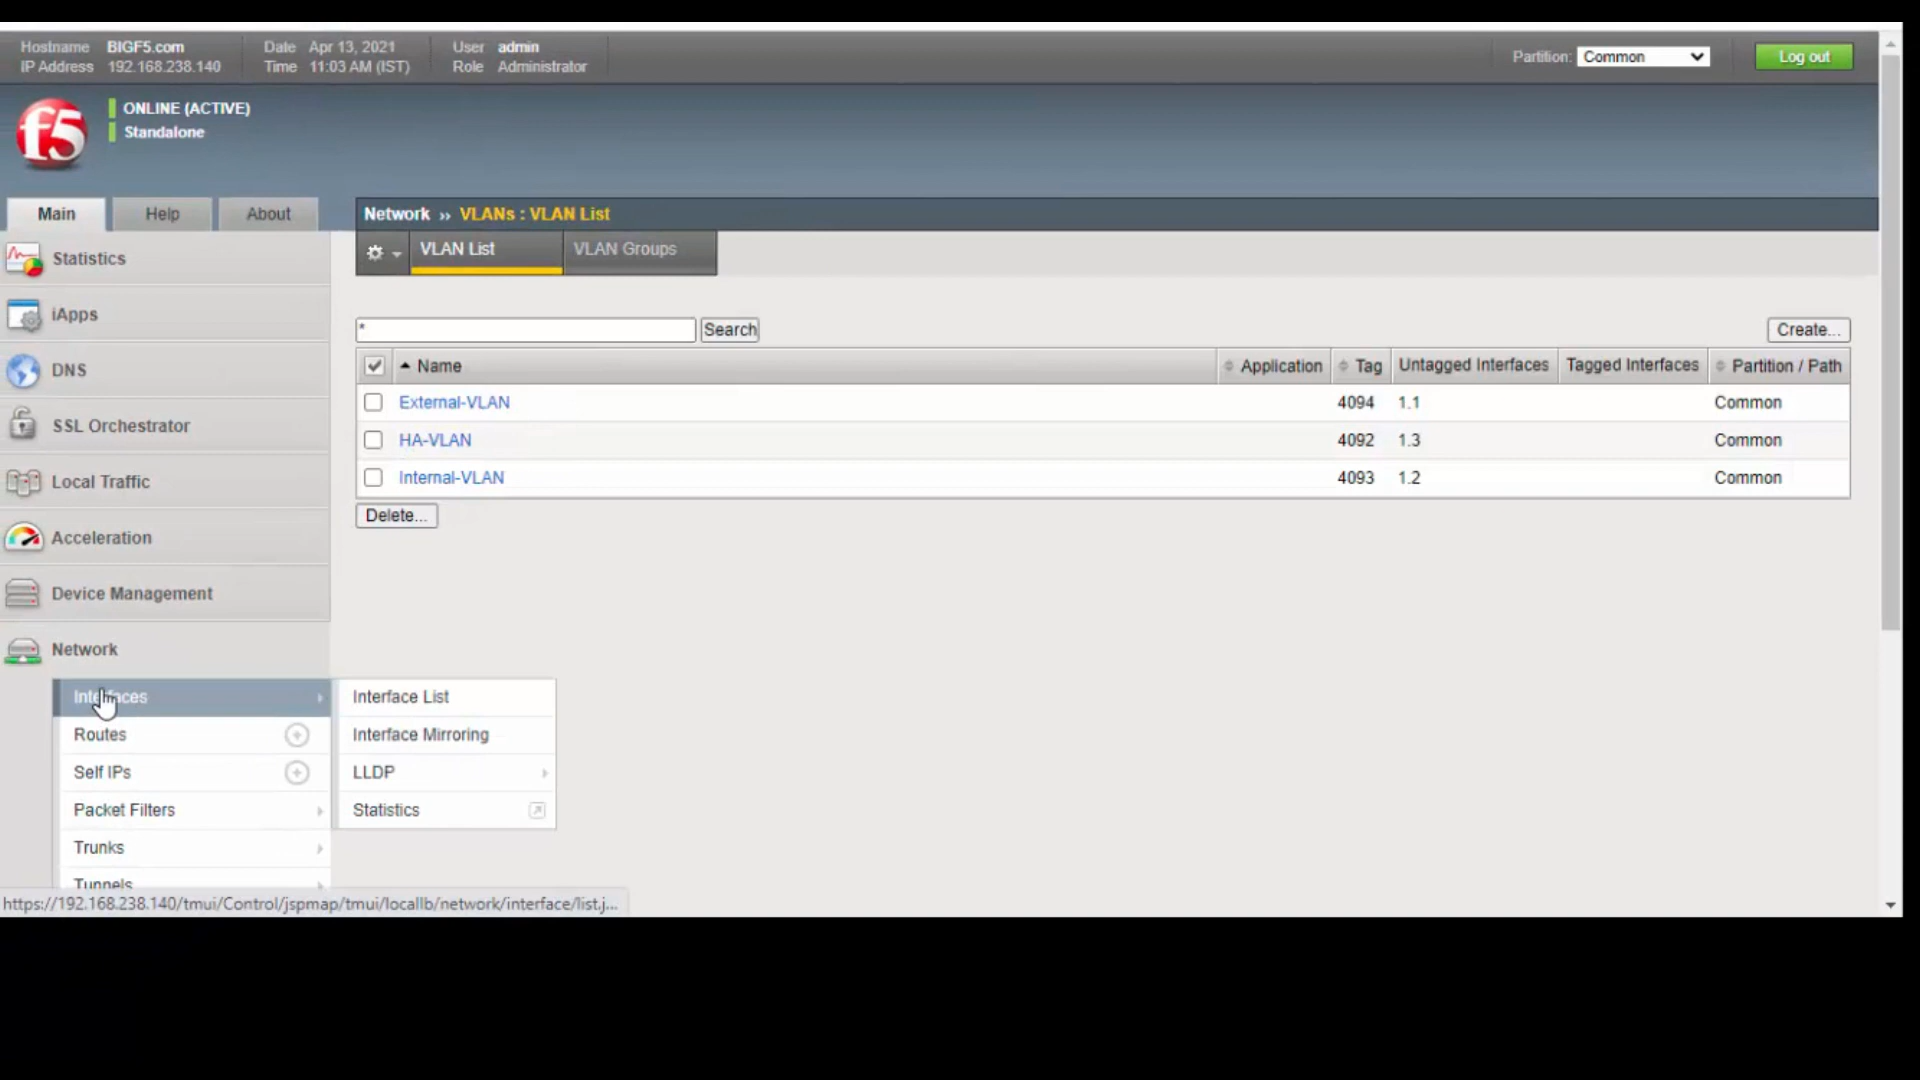 Hostname BIGF5.com Date Apr 13, 2021 User admin
IP Address 192.168.238.140 Time 11:03 AM (IST) Role Administrator
Partition: Common Log out
f5
ONLINE (ACTIVE)
Standalone
Main Help About
Network ›› VLANs : VLAN List
VLAN List VLAN Groups
Statistics
iApps
DNS
SSL Orchestrator
Local Traffic
Acceleration
Device Management
Network
Interfaces
Routes
Self IPs
Packet Filters
Trunks
Tunnels
Interface List
Interface Mirroring
LLDP
Statistics
* Search Create...
Name Application Tag Untagged Interfaces Tagged Interfaces Partition / Path
External-VLAN 4094 1.1 Common
HA-VLAN 4092 1.3 Common
Internal-VLAN 4093 1.2 Common
Delete...
https://192.168.238.140/tmui/Control/jspmap/tmui/locallb/network/interface/list.j...